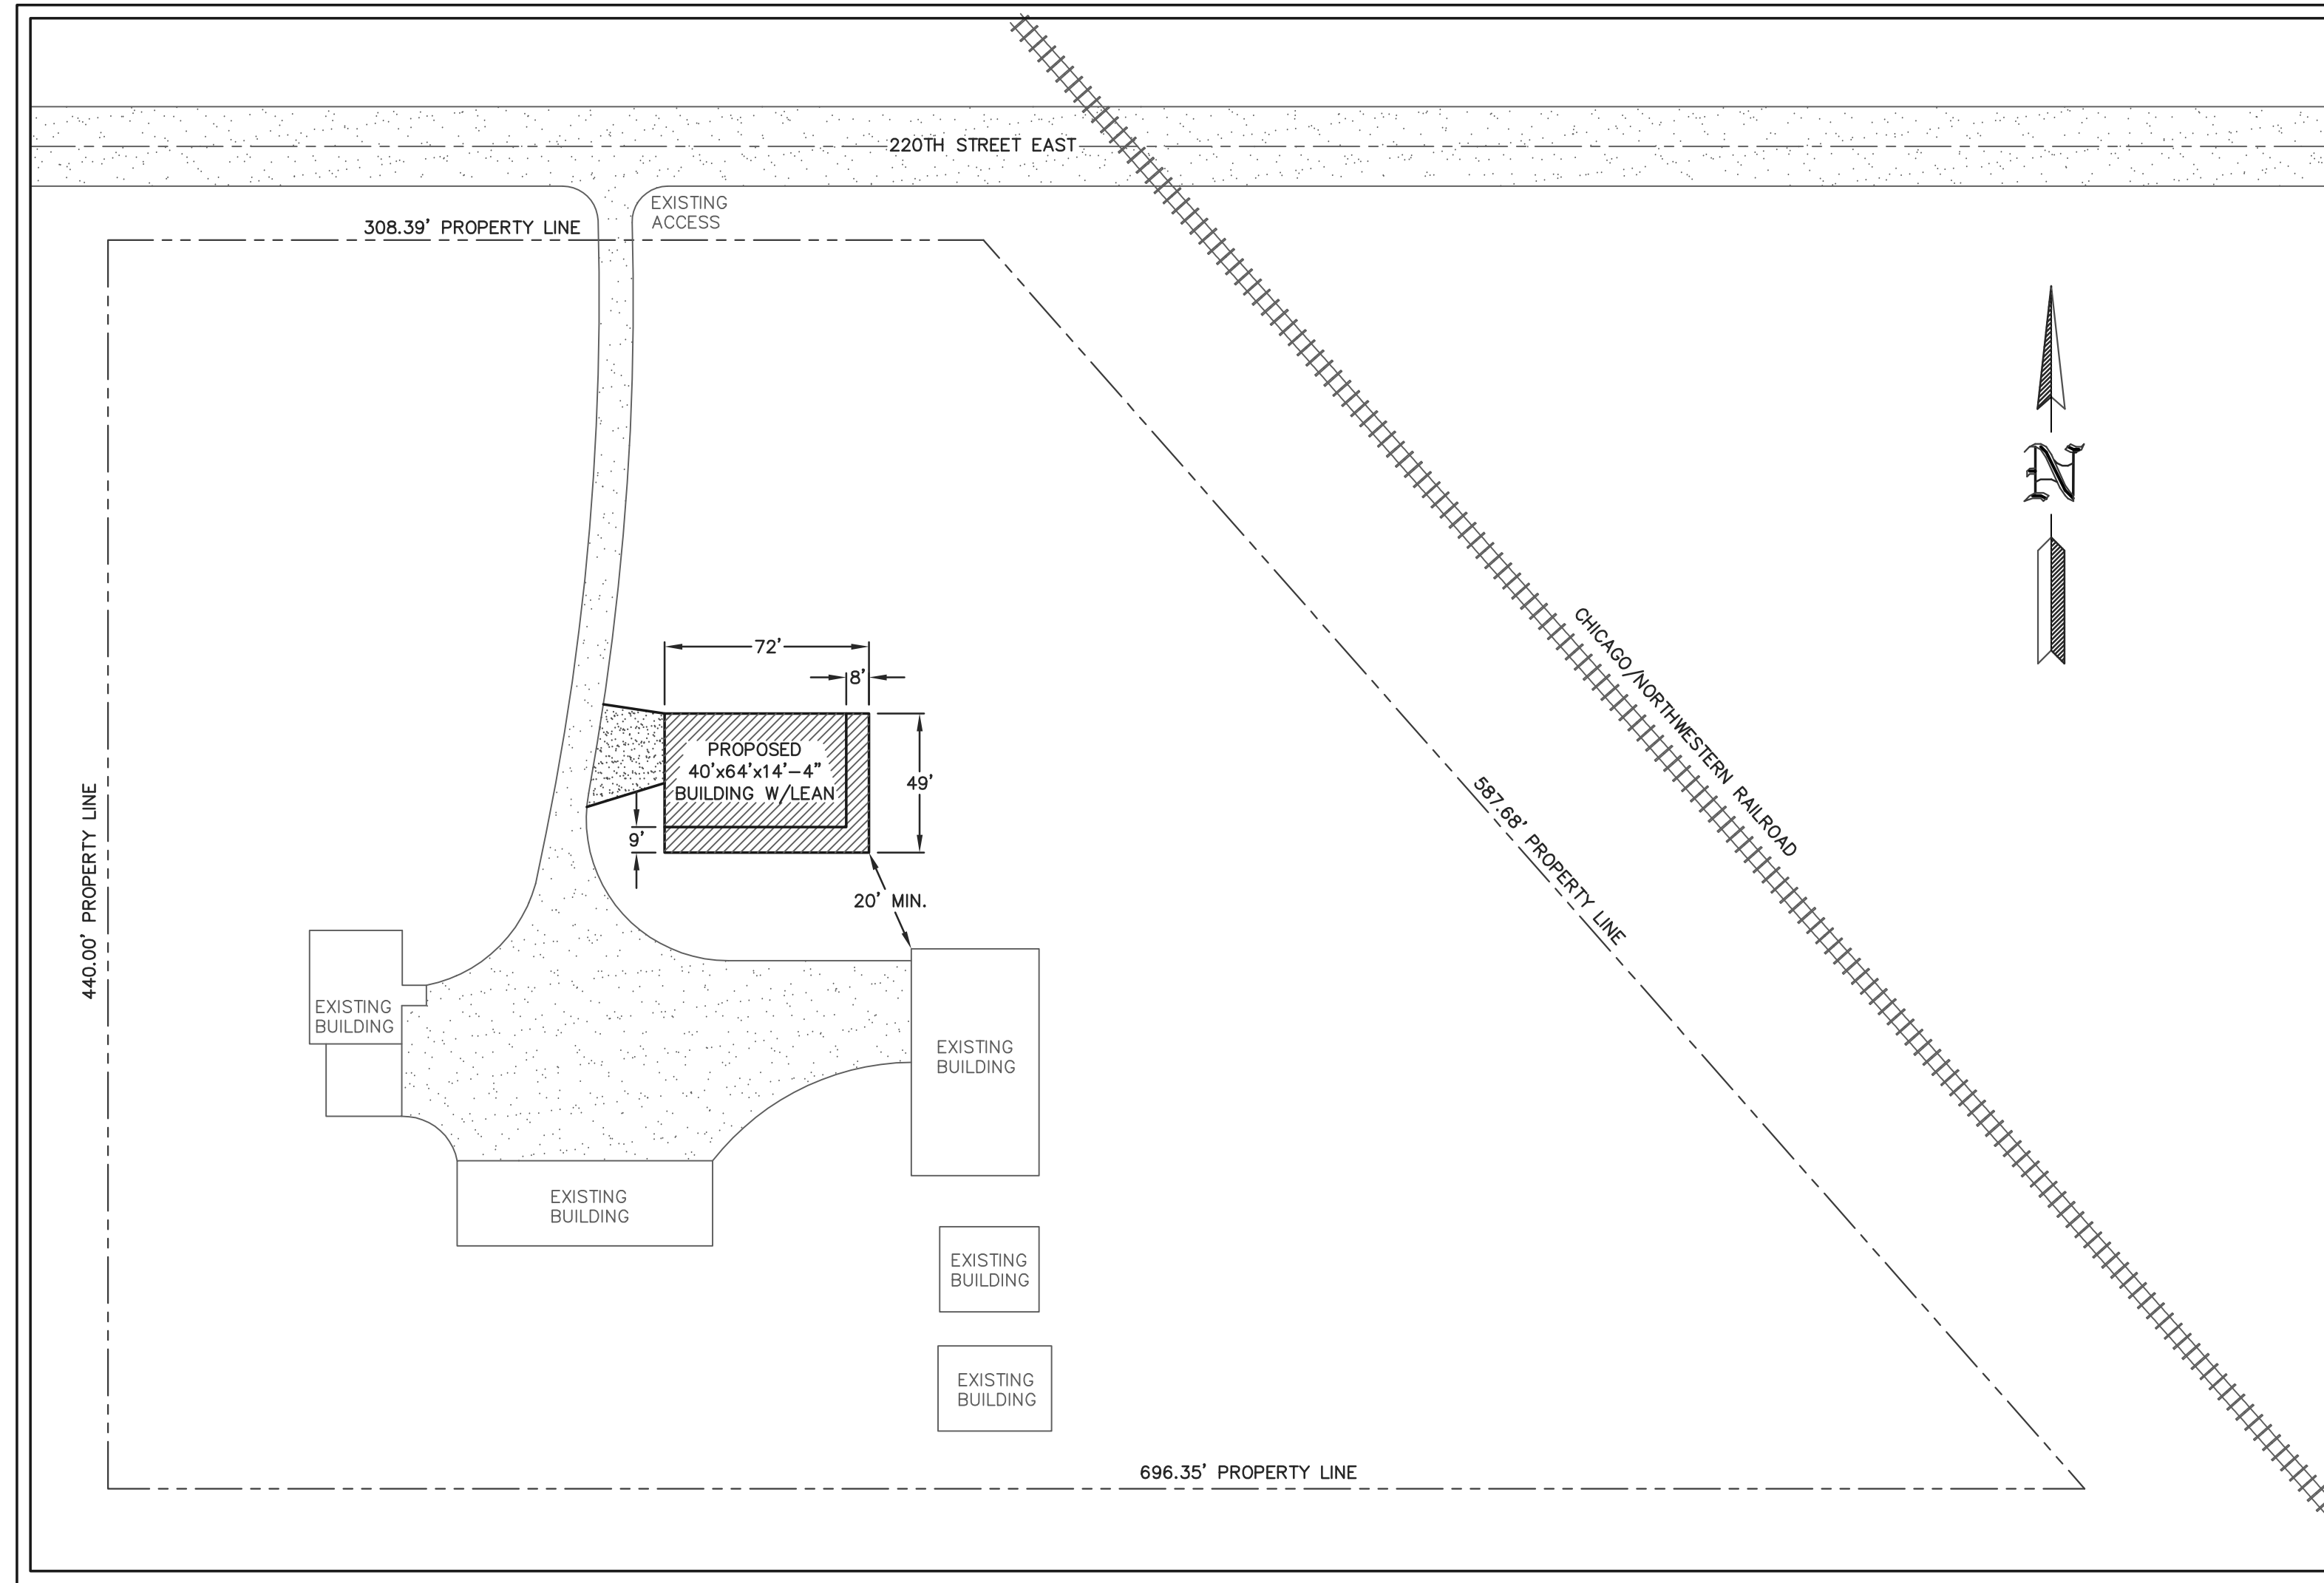 220TH STREET EAST
EXISTING
ACCESS
308.39' PROPERTY LINE
N
72'
8'
PROPOSED
40'x64'x14'-4"
BUILDING W/LEAN
49'
9'
20' MIN.
CHICAGO/NORTHWESTERN RAILROAD
587.68' PROPERTY LINE
440.00' PROPERTY LINE
EXISTING
BUILDING
EXISTING
BUILDING
EXISTING
BUILDING
EXISTING
BUILDING
EXISTING
BUILDING
696.35' PROPERTY LINE